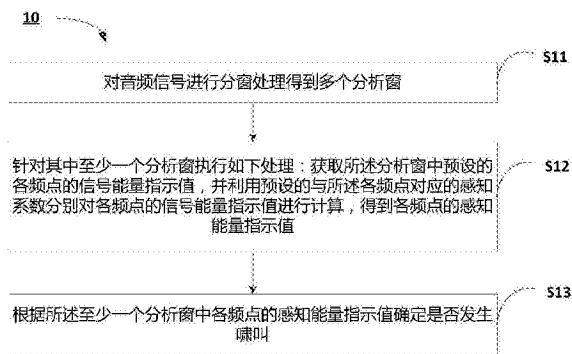 10
S11
对音频信号进行分窗处理得到多个分析窗
S12
针对其中至少一个分析窗执行如下处理：获取所述分析窗中预设的
各频点的信号能量指示值，并利用预设的与所述各频点对应的感知
系数分别对各频点的信号能量指示值进行计算，得到各频点的感知
能量指示值
S13
根据所述至少一个分析窗中各频点的感知能量指示值确定是否发生
啸叫